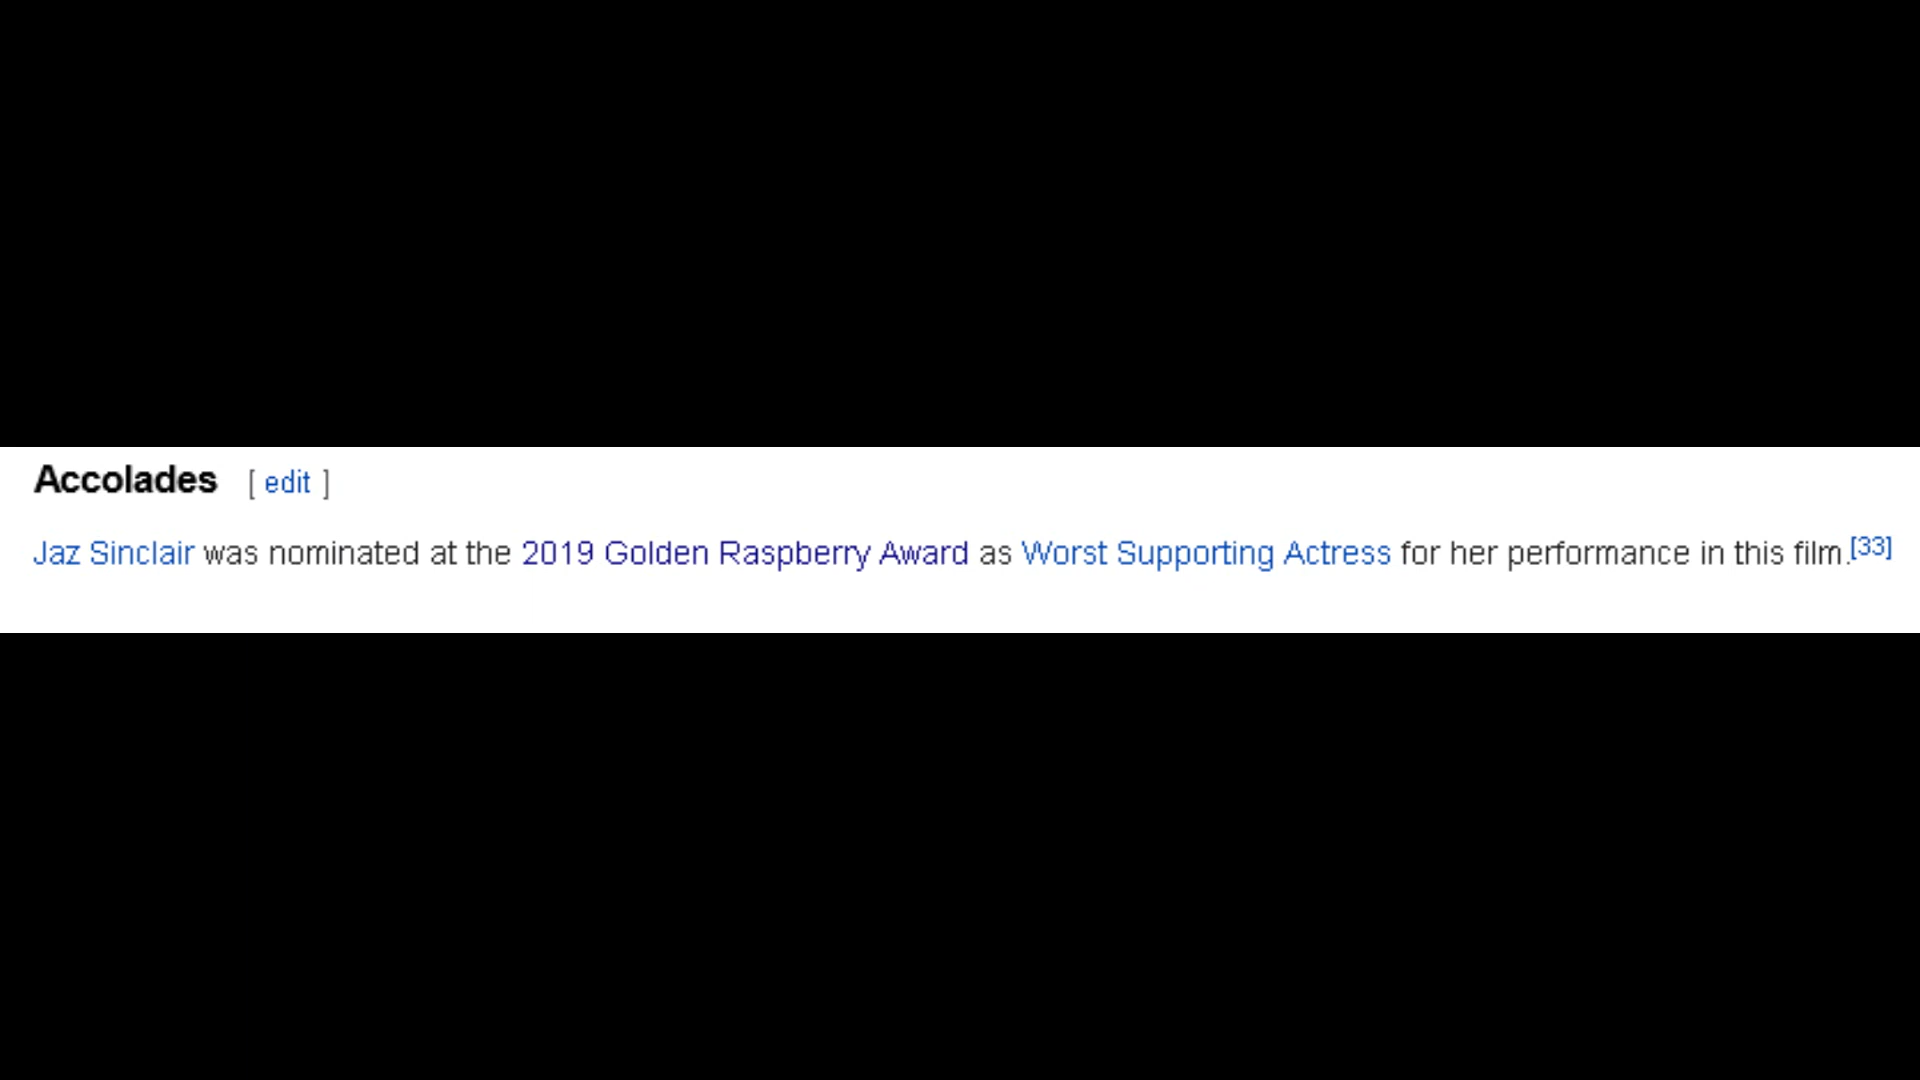 Accolades [ edit ]
Jaz Sinclair was nominated at the 2019 Golden Raspberry Award as Worst Supporting Actress for her performance in this film.[33]